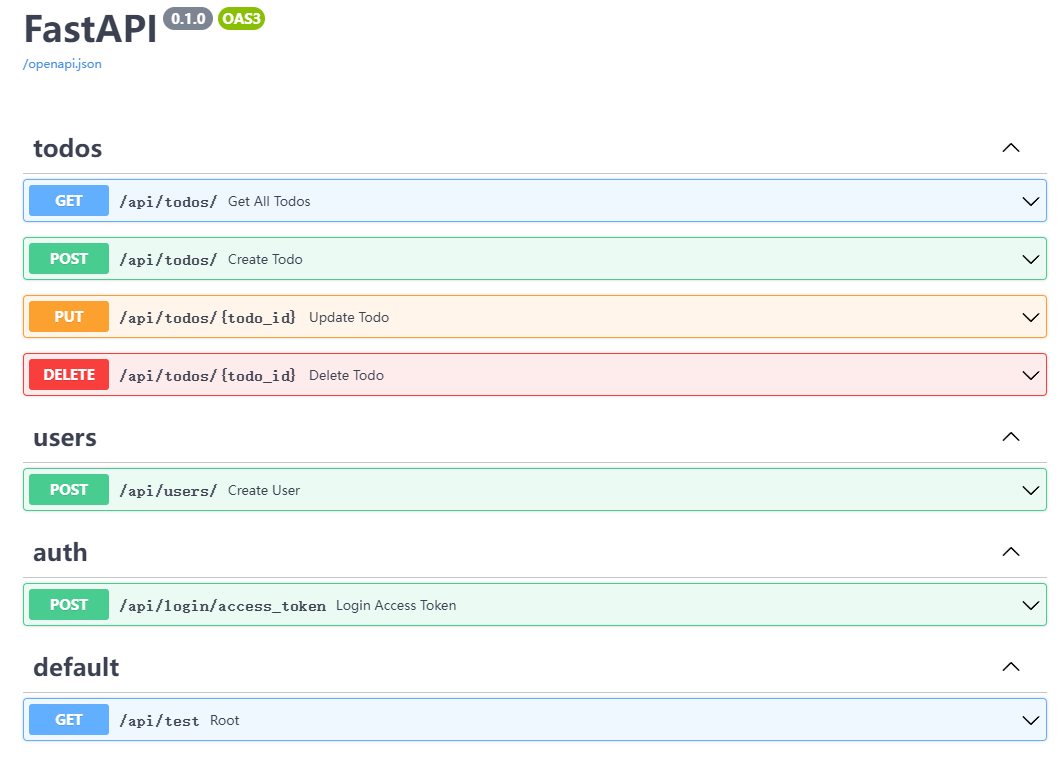 FastAPI 0.1.0 OAS3
/openapi.json
todos
GET /api/todos/ Get All Todos
POST /api/todos/ Create Todo
PUT /api/todos/{todo_id} Update Todo
DELETE /api/todos/{todo_id} Delete Todo
users
POST /api/users/ Create User
auth
POST /api/login/access_token Login Access Token
default
GET /api/test Root